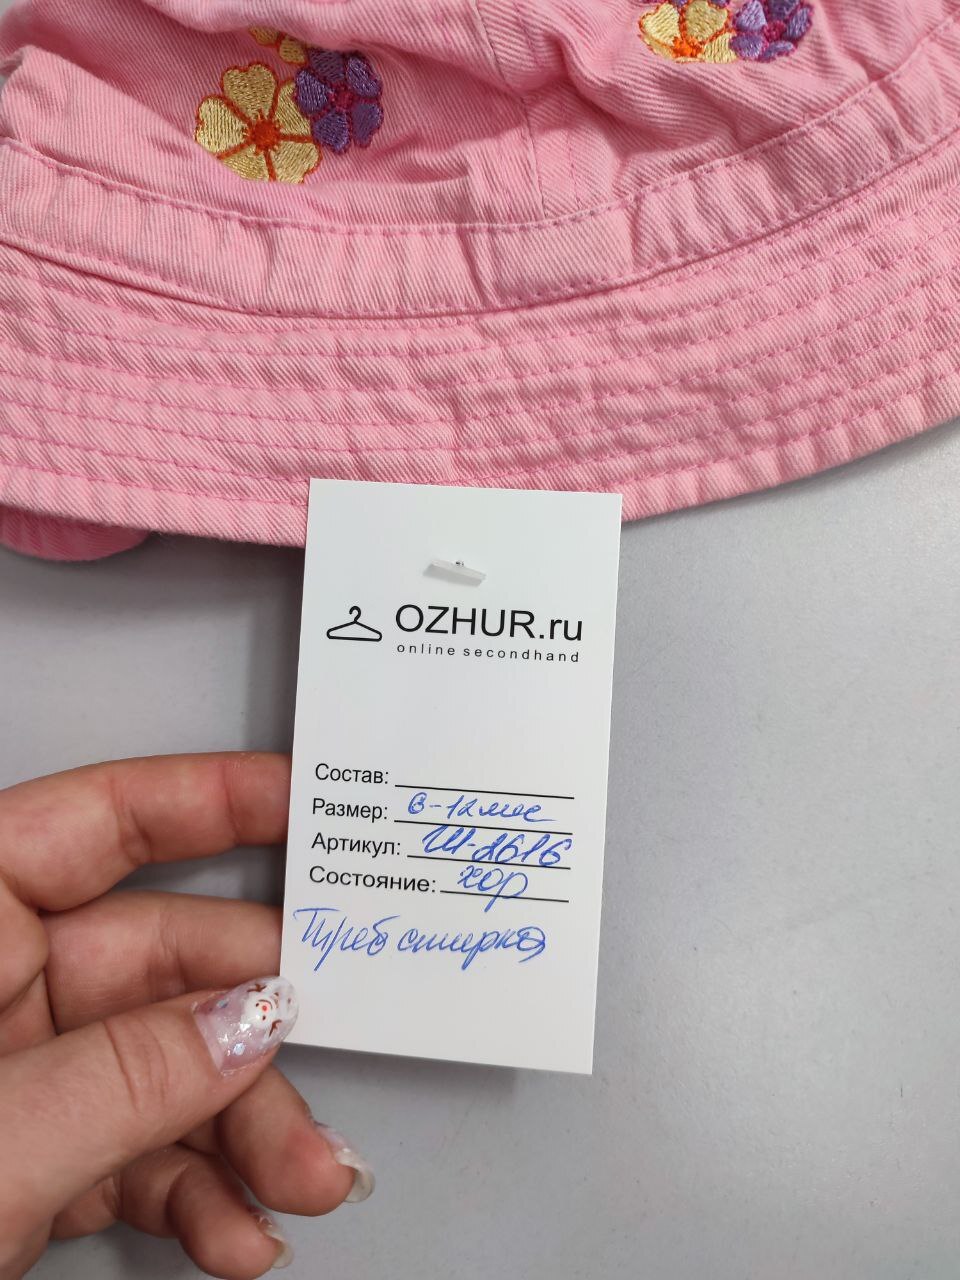 OZHUR.ru
online secondhand
Состав:
Размер: 6-12 мес
Артикул: Ш-2616
Состояние: хор
Треб стирка